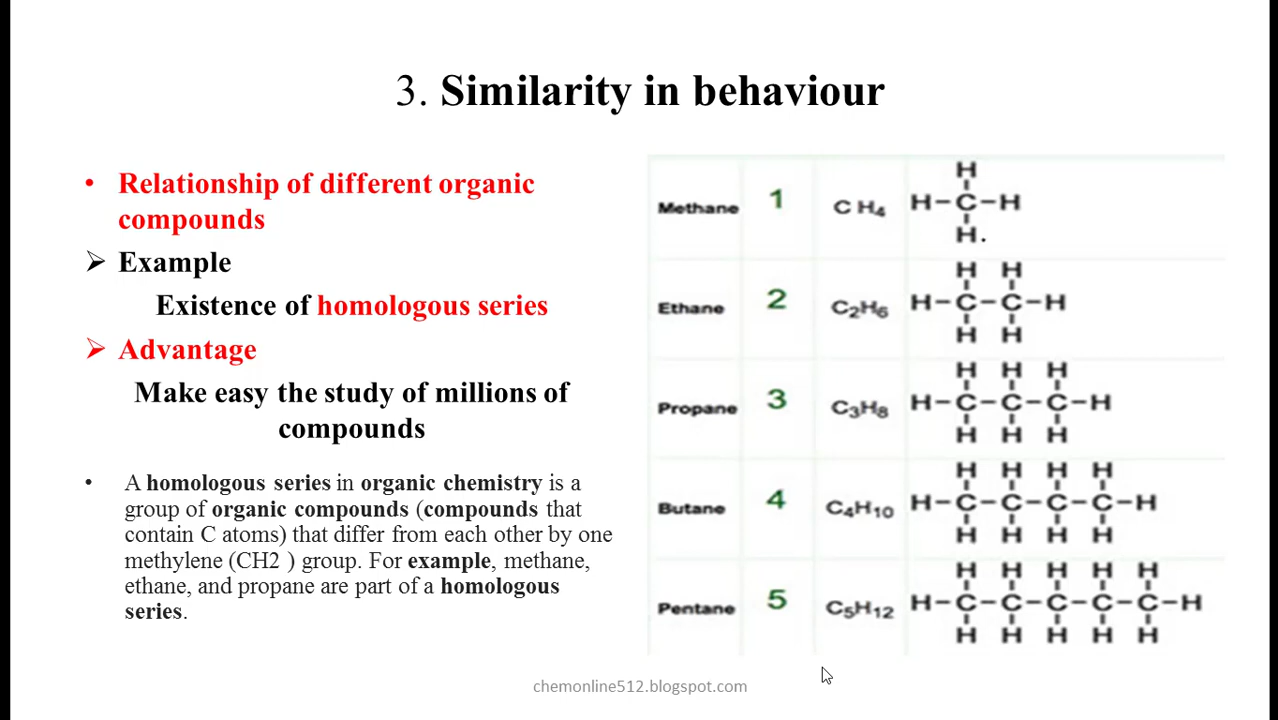 3. Similarity in behaviour
• Relationship of different organic
compounds
➢ Example
Existence of homologous series
➢ Advantage
Make easy the study of millions of
compounds
• A homologous series in organic chemistry is a
group of organic compounds (compounds that
contain C atoms) that differ from each other by one
methylene (CH2 ) group. For example, methane,
ethane, and propane are part of a homologous
series.
H
Methane 1 CH4 H-C-H
H.
H H
Ethane 2 C2H6 H-C-C-H
H H
H H H
Propane 3 C3H8 H-C-C-C-H
H H H
H H H H
Butane 4 C4H10 H-C-C-C-C-H
H H H H
H H H H H
Pentane 5 C5H12 H-C-C-C-C-C-H
H H H H H
chemonline512.blogspot.com